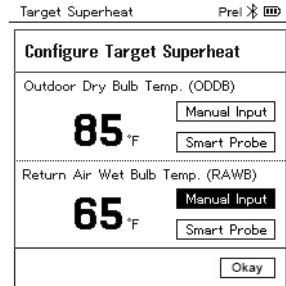 Target Superheat Prel
Configure Target Superheat
Outdoor Dry Bulb Temp. (ODDB)
85 °F
Manual Input
Smart Probe
Return Air Wet Bulb Temp. (RAWB)
65 °F
Manual Input
Smart Probe
Okay